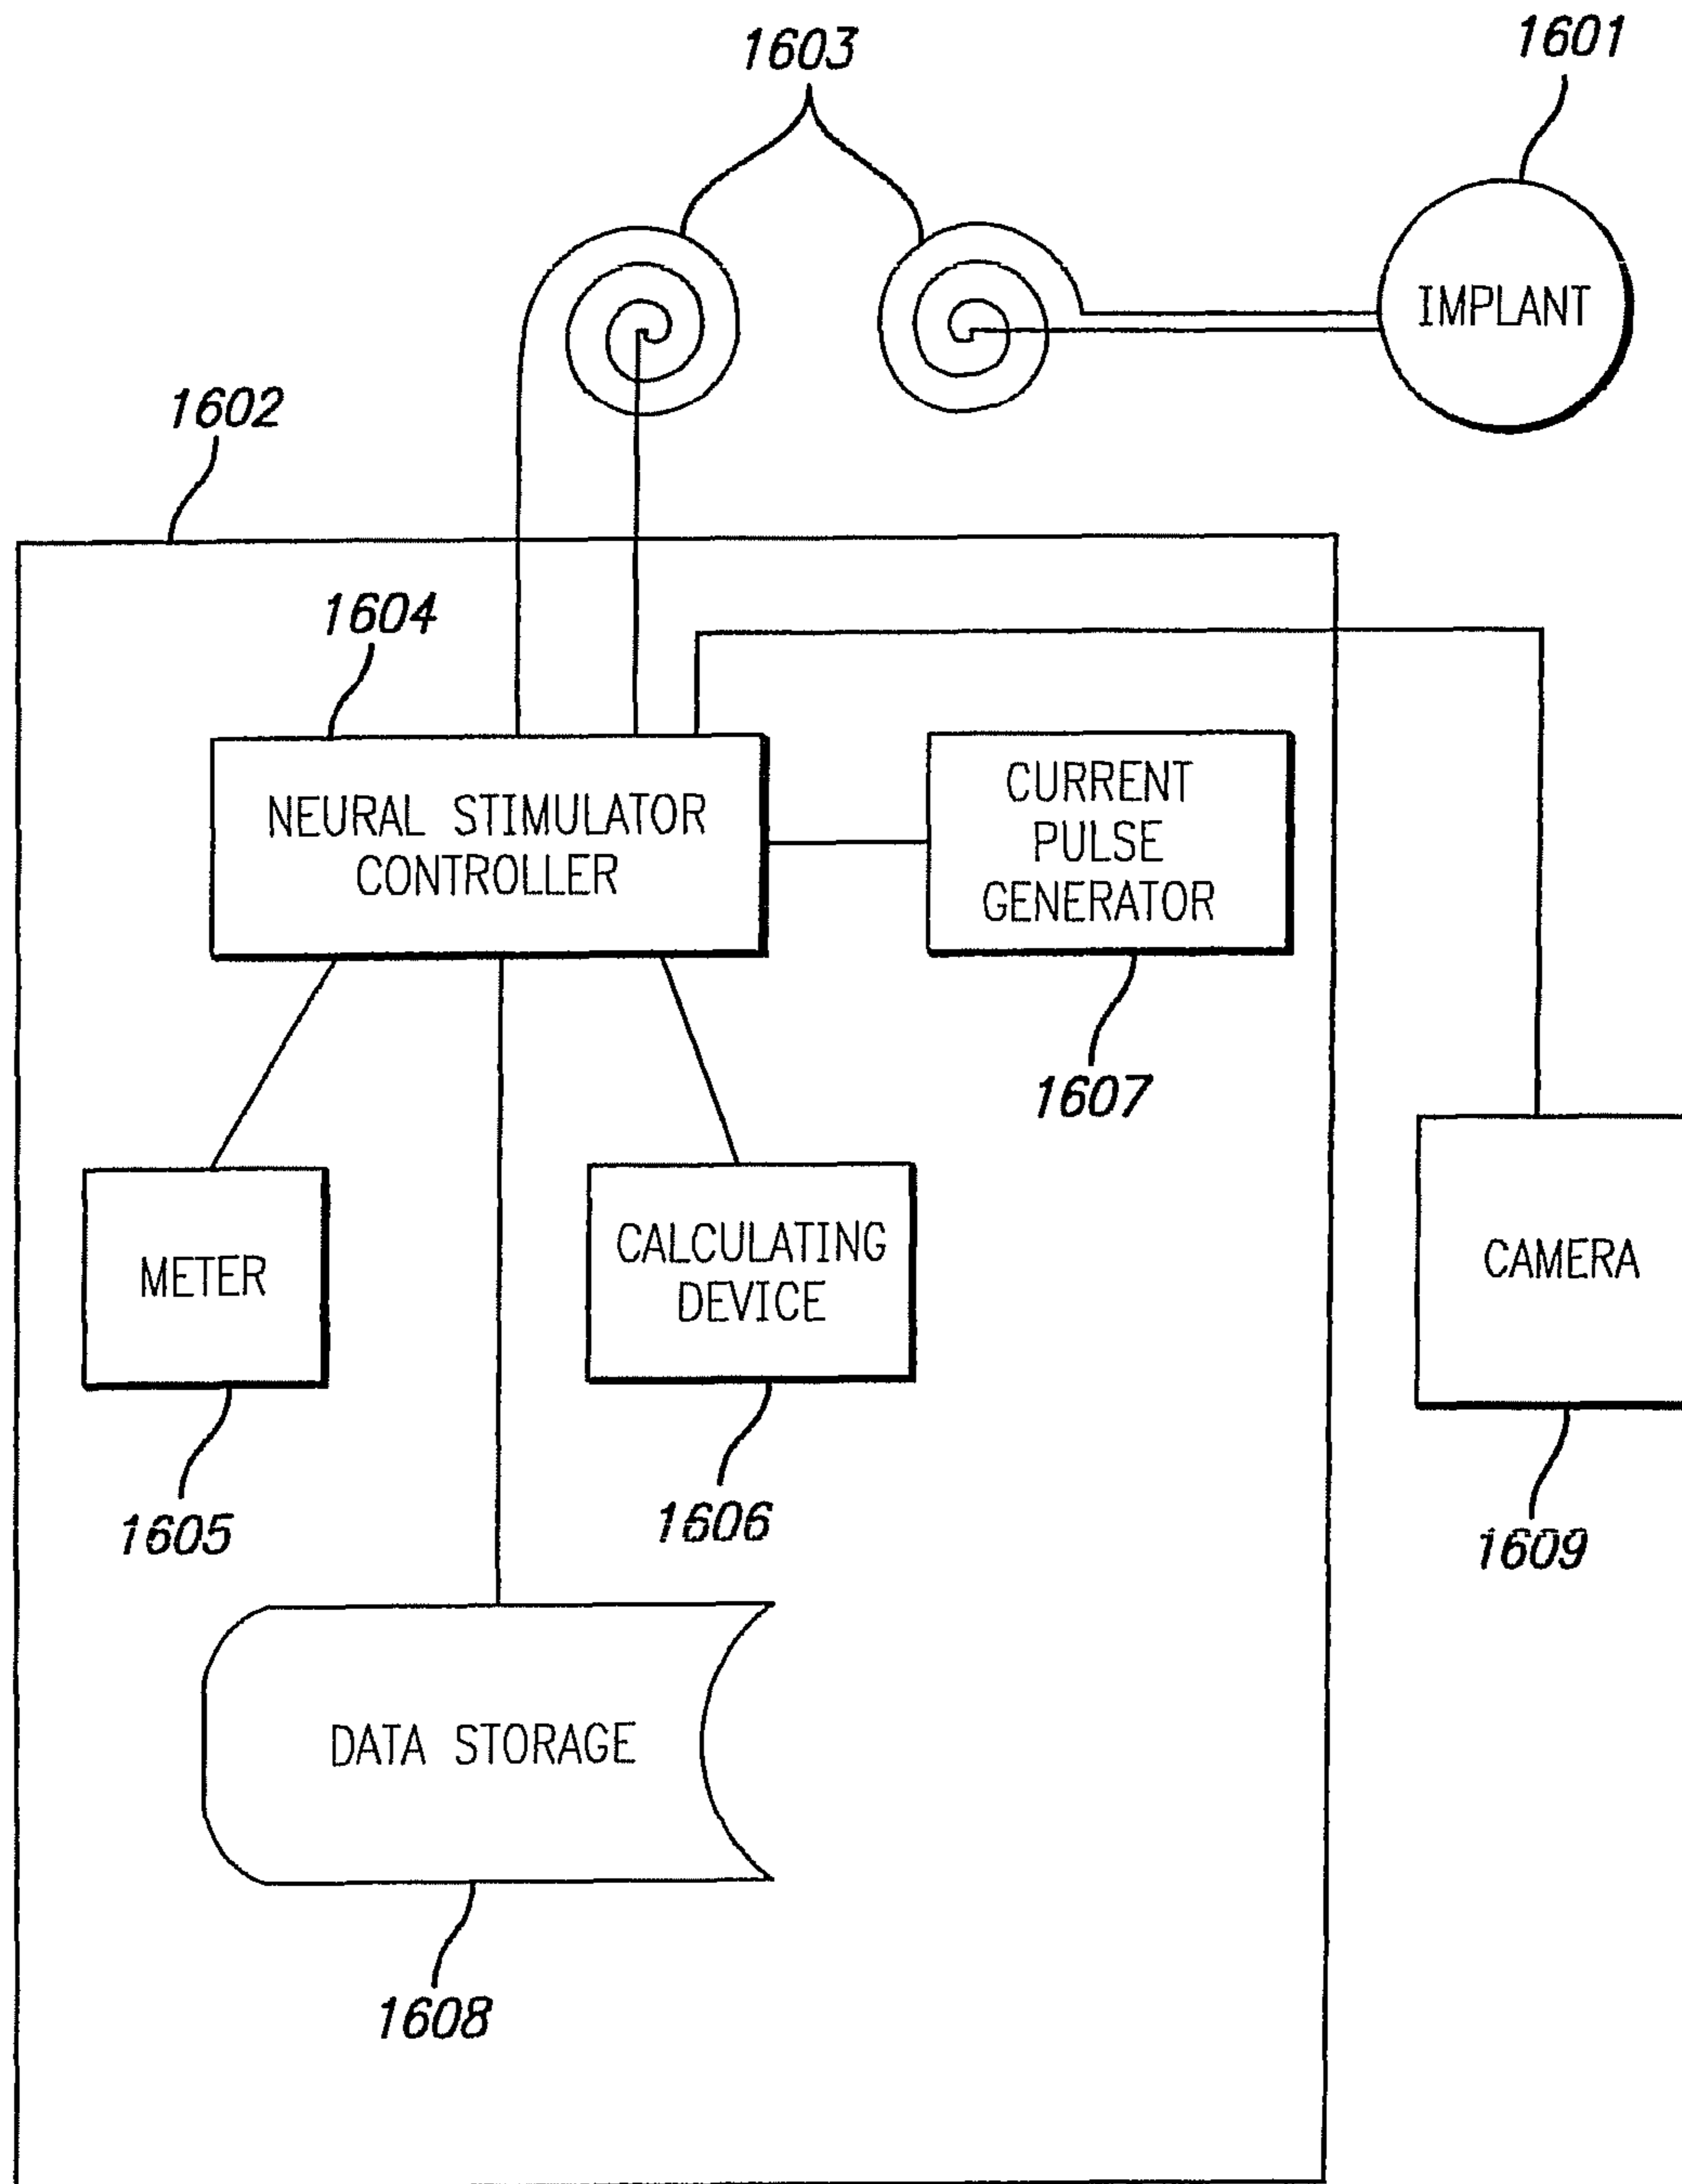 1603
1601
IMPLANT
1602
1604
NEURAL STIMULATOR
CONTROLLER
CURRENT
PULSE
GENERATOR
1607
METER
CALCULATING
DEVICE
CAMERA
1605
1606
1609
DATA STORAGE
1608